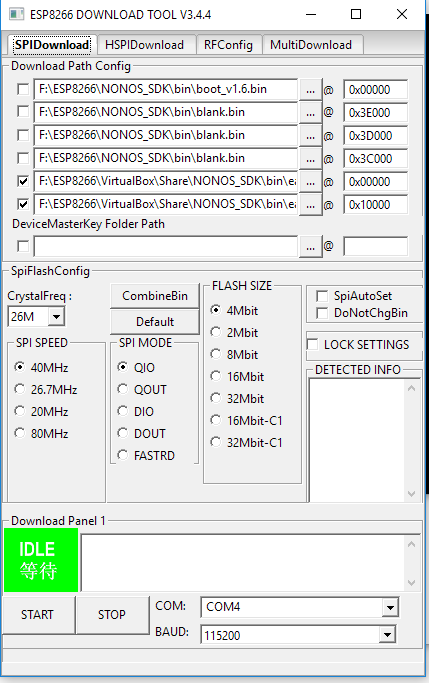 ESP8266 DOWNLOAD TOOL V3.4.4
SPIDownload HSPIDownload RFConfig MultiDownload
Download Path Config
F:\ESP8266\NONOS_SDK\bin\boot_v1.6.bin ... @ 0x00000
F:\ESP8266\NONOS_SDK\bin\blank.bin ... @ 0x3E000
F:\ESP8266\NONOS_SDK\bin\blank.bin ... @ 0x3D000
F:\ESP8266\NONOS_SDK\bin\blank.bin ... @ 0x3C000
F:\ESP8266\VirtualBox\Share\NONOS_SDK\bin\ea ... @ 0x00000
F:\ESP8266\VirtualBox\Share\NONOS_SDK\bin\ea ... @ 0x10000
DeviceMasterKey Folder Path
... @
SpiFlashConfig
CrystalFreq :
26M
CombineBin
Default
SPI SPEED
40MHz
26.7MHz
20MHz
80MHz
SPI MODE
QIO
QOUT
DIO
DOUT
FASTRD
FLASH SIZE
4Mbit
2Mbit
8Mbit
16Mbit
32Mbit
16Mbit-C1
32Mbit-C1
SpiAutoSet
DoNotChgBin
LOCK SETTINGS
DETECTED INFO
Download Panel 1
IDLE
等待
START STOP
COM: COM4
BAUD: 115200